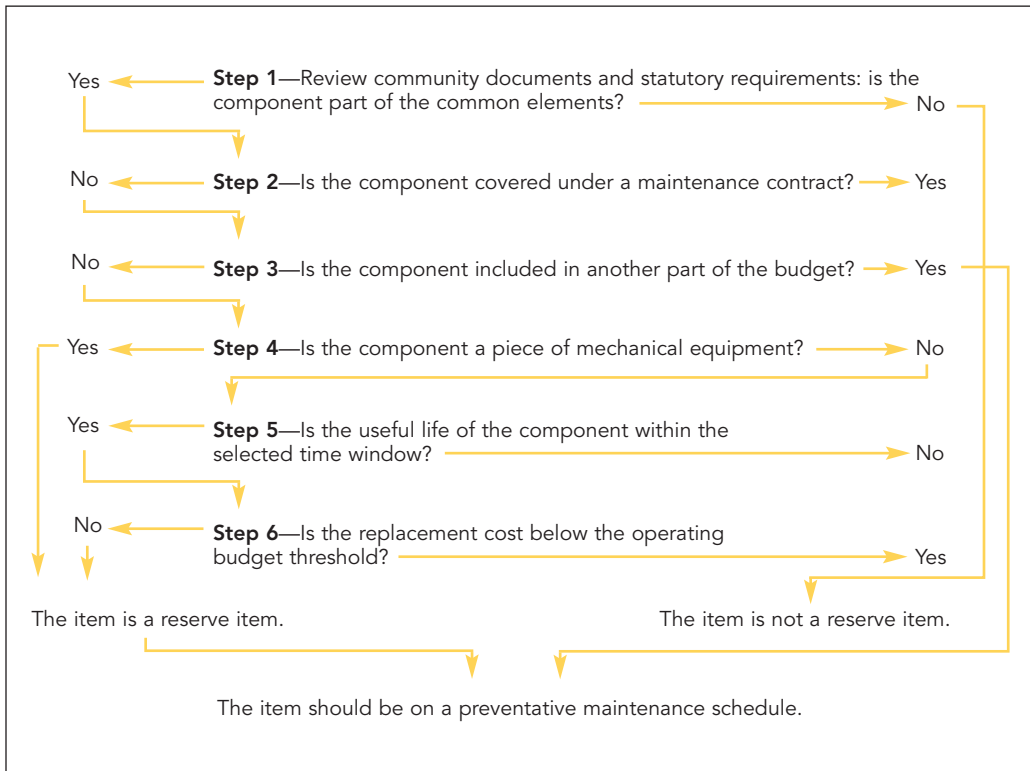 Yes
Step 1—Review community documents and statutory requirements: is the
component part of the common elements?
No
No
Step 2—Is the component covered under a maintenance contract?
Yes
No
Step 3—Is the component included in another part of the budget?
Yes
Yes
Step 4—Is the component a piece of mechanical equipment?
No
Yes
Step 5—Is the useful life of the component within the
selected time window?
No
No
Step 6—Is the replacement cost below the operating
budget threshold?
Yes
The item is a reserve item.
The item is not a reserve item.
The item should be on a preventative maintenance schedule.